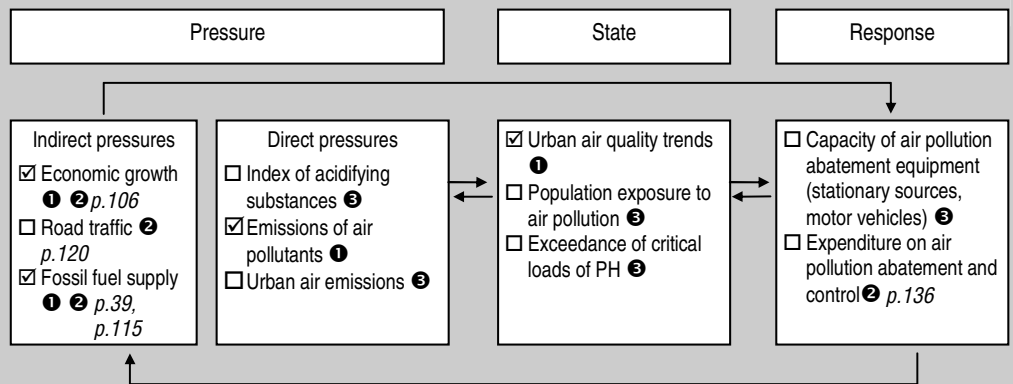 Pressure
State
Response
Indirect pressures
☑ Economic growth
❶ ❷ p.106
☐ Road traffic ❷
p.120
☑ Fossil fuel supply
❶ ❷ p.39,
p.115
Direct pressures
☐ Index of acidifying
substances ❸
☑ Emissions of air
pollutants ❶
☐ Urban air emissions ❸
☑ Urban air quality trends
❶
☐ Population exposure to
air pollution ❸
☐ Exceedance of critical
loads of PH ❸
☐ Capacity of air pollution
abatement equipment
(stationary sources,
motor vehicles) ❸
☐ Expenditure on air
pollution abatement and
control❷ p.136